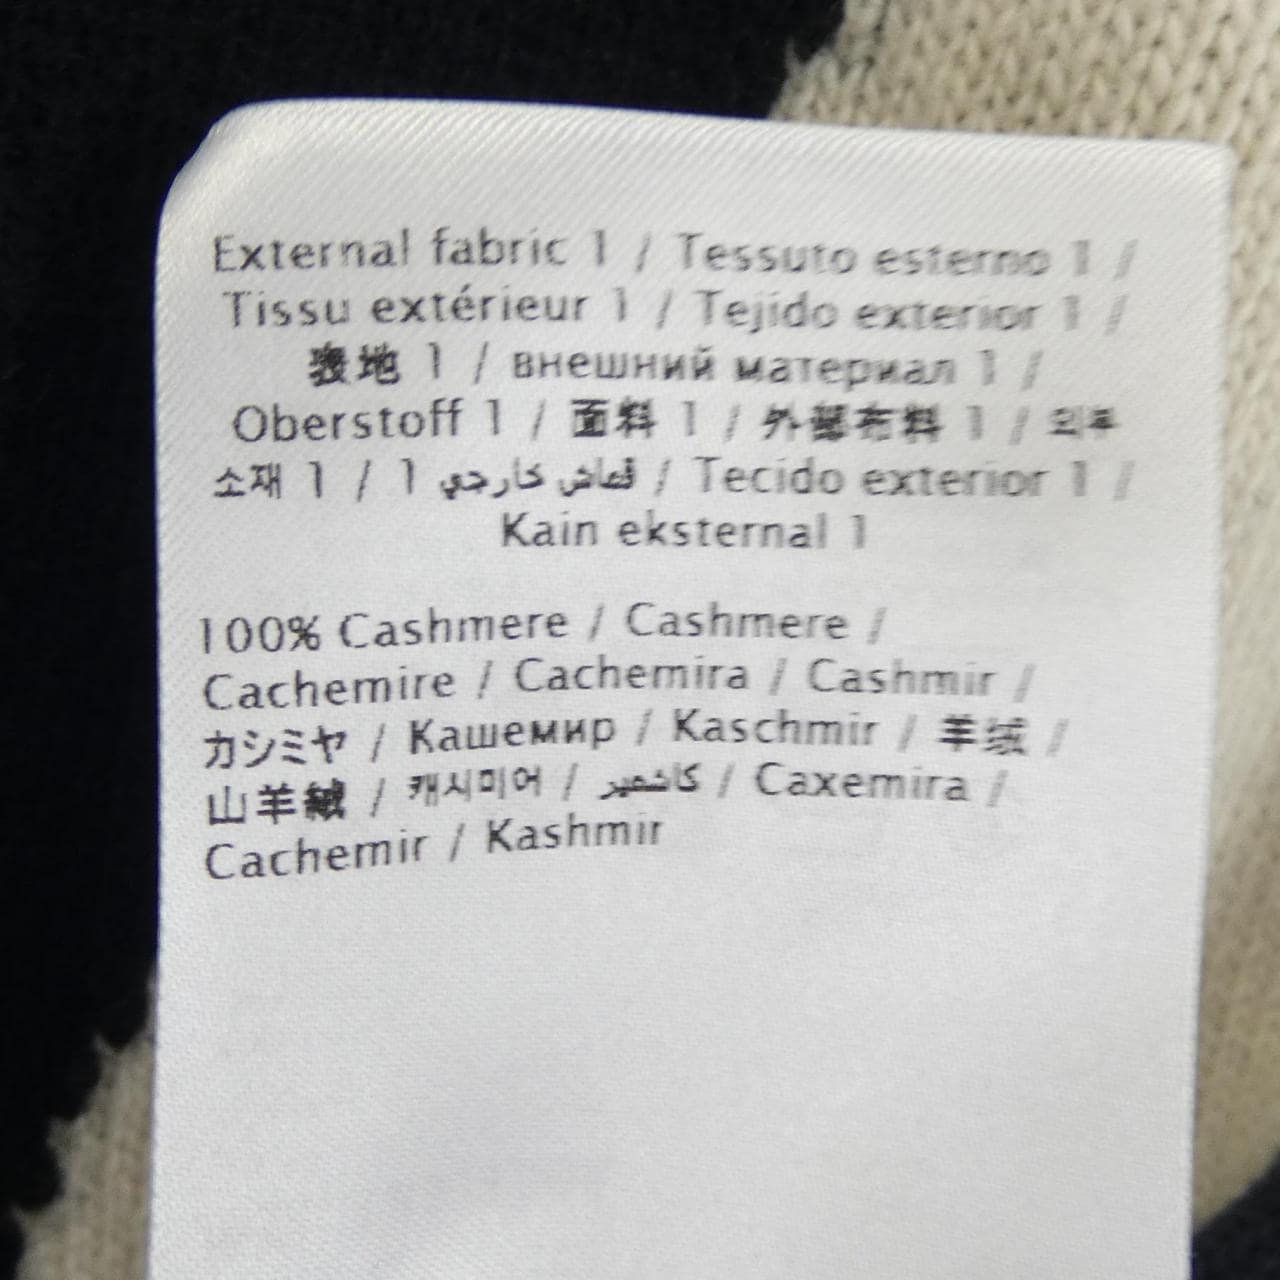 External fabric 1 / Tessuto esterno 1 /
Tissu extérieur 1 / Tejido exterior 1 /
表地 1 / внешний материал 1 /
Oberstoff 1 / 面料 1 / 外部布料 1 / 외부
소재 1 / قماش خارجي 1 / Tecido exterior 1 /
Kain eksternal 1
100% Cashmere / Cashmere /
Cachemire / Cachemira / Cashmir /
カシミヤ / Кашемир / Kaschmir / 羊绒 /
山羊絨 / 캐시미어 / كاشمير / Caxemira /
Cachemir / Kashmir